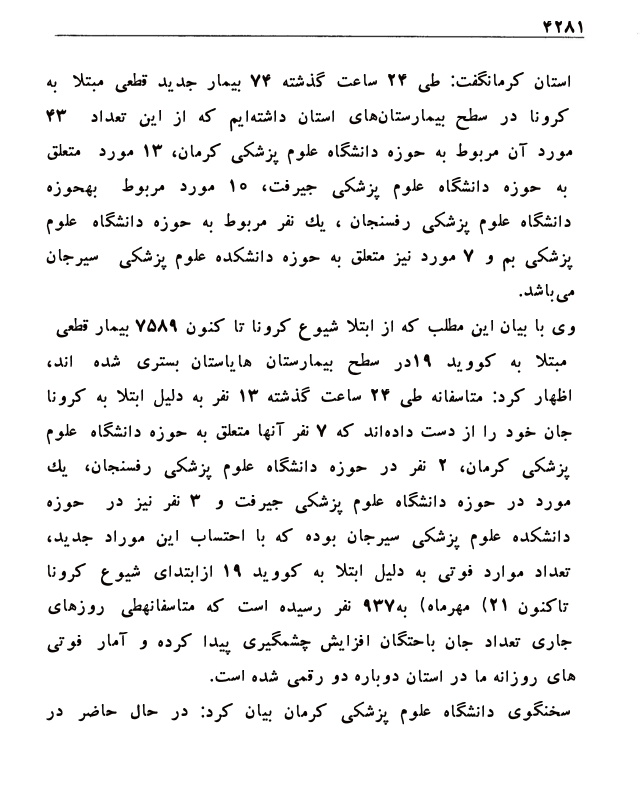 ۴۲۸۱
استان کرمانگفت: طی ۲۴ ساعت گذشته ۷۴ بیمار جدید قطعی مبتلا به
کرونا در سطح بیمارستان‌های استان داشته‌ایم که از این تعداد ۴۳
مورد آن مربوط به حوزه دانشگاه علوم پزشکی کرمان، ۱۳ مورد متعلق
به حوزه دانشگاه علوم پزشکی جیرفت، ۱۵ مورد مربوط بهحوزه
دانشگاه علوم پزشکی رفسنجان ، یك نفر مربوط به حوزه دانشگاه علوم
پزشکی بم و ۷ مورد نیز متعلق به حوزه دانشکده علوم پزشکی سیرجان
می‌باشد.
وی با بیان این مطلب که از ابتلا شیوع کرونا تا کنون ۷۵۸۹ بیمار قطعی
مبتلا به کووید ۱۹در سطح بیمارستان هایاستان بستری شده اند،
اظهار کرد: متاسفانه طی ۲۴ ساعت گذشته ۱۳ نفر به دلیل ابتلا به کرونا
جان خود را از دست داده‌اند که ۷ نفر آنها متعلق به حوزه دانشگاه علوم
پزشکی کرمان، ۲ نفر در حوزه دانشگاه علوم پزشکی رفسنجان، یك
مورد در حوزه دانشگاه علوم پزشکی جیرفت و ۳ نفر نیز در حوزه
دانشکده علوم پزشکی سیرجان بوده که با احتساب این موراد جدید،
تعداد موارد فوتی به دلیل ابتلا به کووید ۱۹ ازابتدای شیوع کرونا
تاکنون ۲۱) مهرماه) به۹۳۷ نفر رسیده است که متاسفانهطی روزهای
جاری تعداد جان باختگان افزایش چشمگیری پیدا کرده و آمار فوتی
های روزانه ما در استان دوباره دو رقمی شده است.
سخنگوی دانشگاه علوم پزشکی کرمان بیان کرد: در حال حاضر در